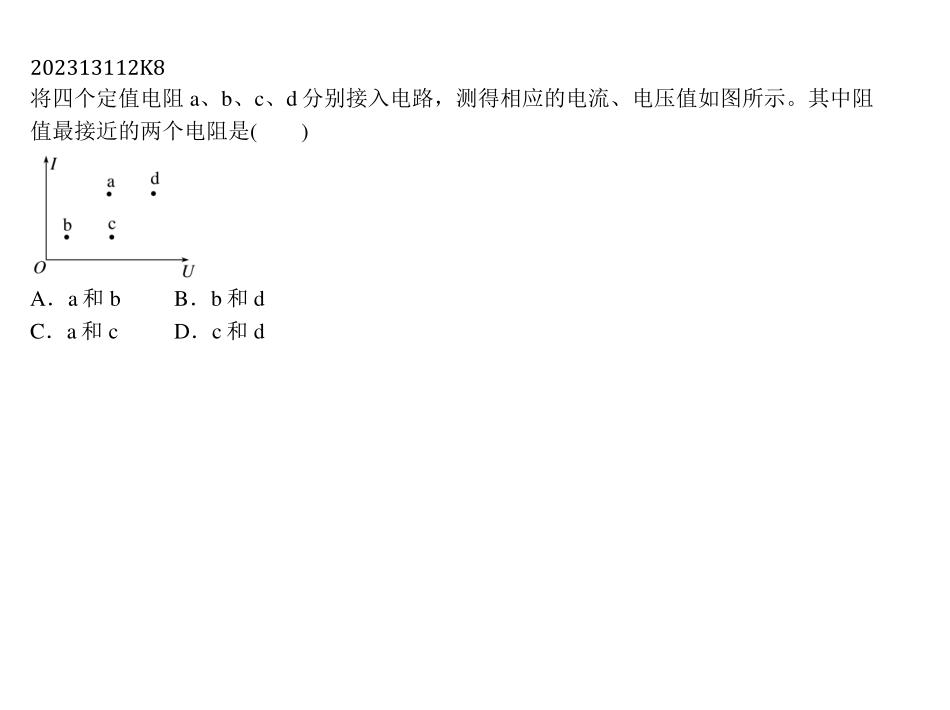 202313112K8
将四个定值电阻 a、b、c、d 分别接入电路，测得相应的电流、电压值如图所示。其中阻
值最接近的两个电阻是(　　)
I
a d
b c
O U
A．a 和 b　　B．b 和 d
C．a 和 c　　D．c 和 d